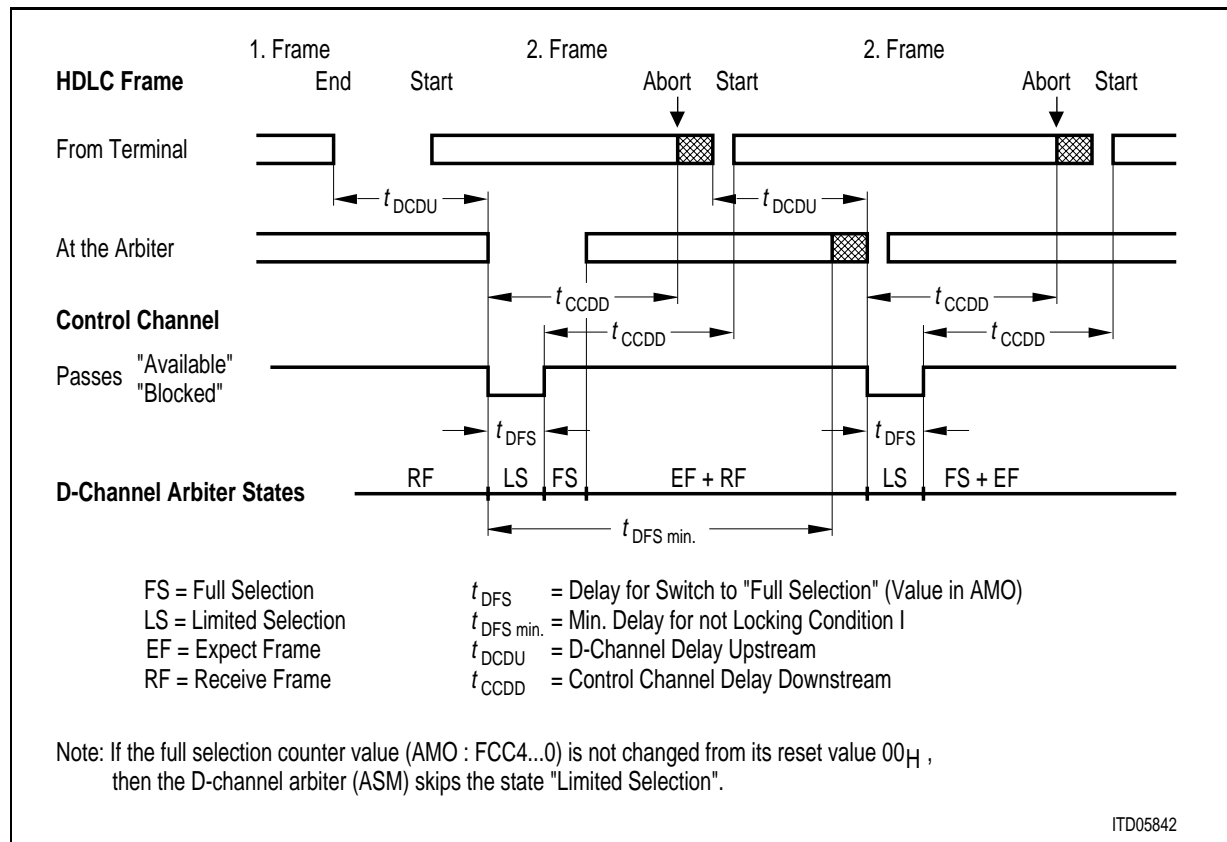 1. Frame 2. Frame 2. Frame
HDLC Frame End Start Abort Start Abort Start
From Terminal
t DCDU t DCDU
At the Arbiter
t CCDD t CCDD
Control Channel
t CCDD t CCDD
Passes "Available"
"Blocked"
t DFS t DFS
RF LS FS EF + RF LS FS + EF
D-Channel Arbiter States
t DFS min.
FS = Full Selection t DFS = Delay for Switch to "Full Selection" (Value in AMO)
LS = Limited Selection t DFS min. = Min. Delay for not Locking Condition I
EF = Expect Frame t DCDU = D-Channel Delay Upstream
RF = Receive Frame t CCDD = Control Channel Delay Downstream
Note: If the full selection counter value (AMO : FCC4...0) is not changed from its reset value 00H ,
then the D-channel arbiter (ASM) skips the state "Limited Selection".
ITD05842